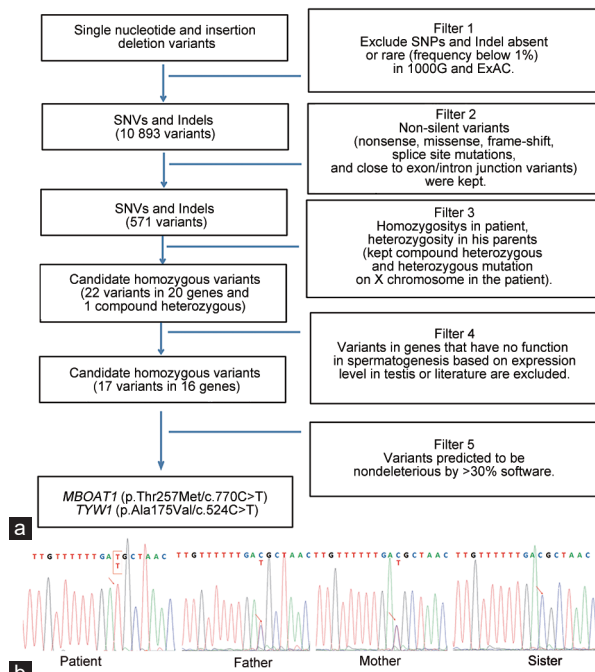 Single nucleotide and insertion
deletion variants
Filter 1
Exclude SNPs and Indel absent
or rare (frequency below 1%)
in 1000G and ExAC.
SNVs and Indels
(10 893 variants)
Filter 2
Non-silent variants
(nonsense, missense, frame-shift,
splice site mutations,
and close to exon/intron junction variants)
were kept.
SNVs and Indels
(571 variants)
Filter 3
Homozygositys in patient,
heterozygosity in his parents
(kept compound heterozygous
and heterozygous mutation
on X chromosome in the patient).
Candidate homozygous variants
(22 variants in 20 genes and
1 compound heterozygous)
Filter 4
Variants in genes that have no function
in spermatogenesis based on expression
level in testis or literature are excluded.
Candidate homozygous variants
(17 variants in 16 genes)
Filter 5
Variants predicted to be
nondeleterious by >30% software.
MBOAT1 (p.Thr257Met/c.770C>T)
TYW1 (p.Ala175Val/c.524C>T)
a
TTGTTTTTTGATGCTAAC TTGTTTTTTGACGCTAAC TTGTTTTTTGACGCTAAC TTGTTTTTTGACGCTAAC
T T T
Patient Father Mother Sister
b